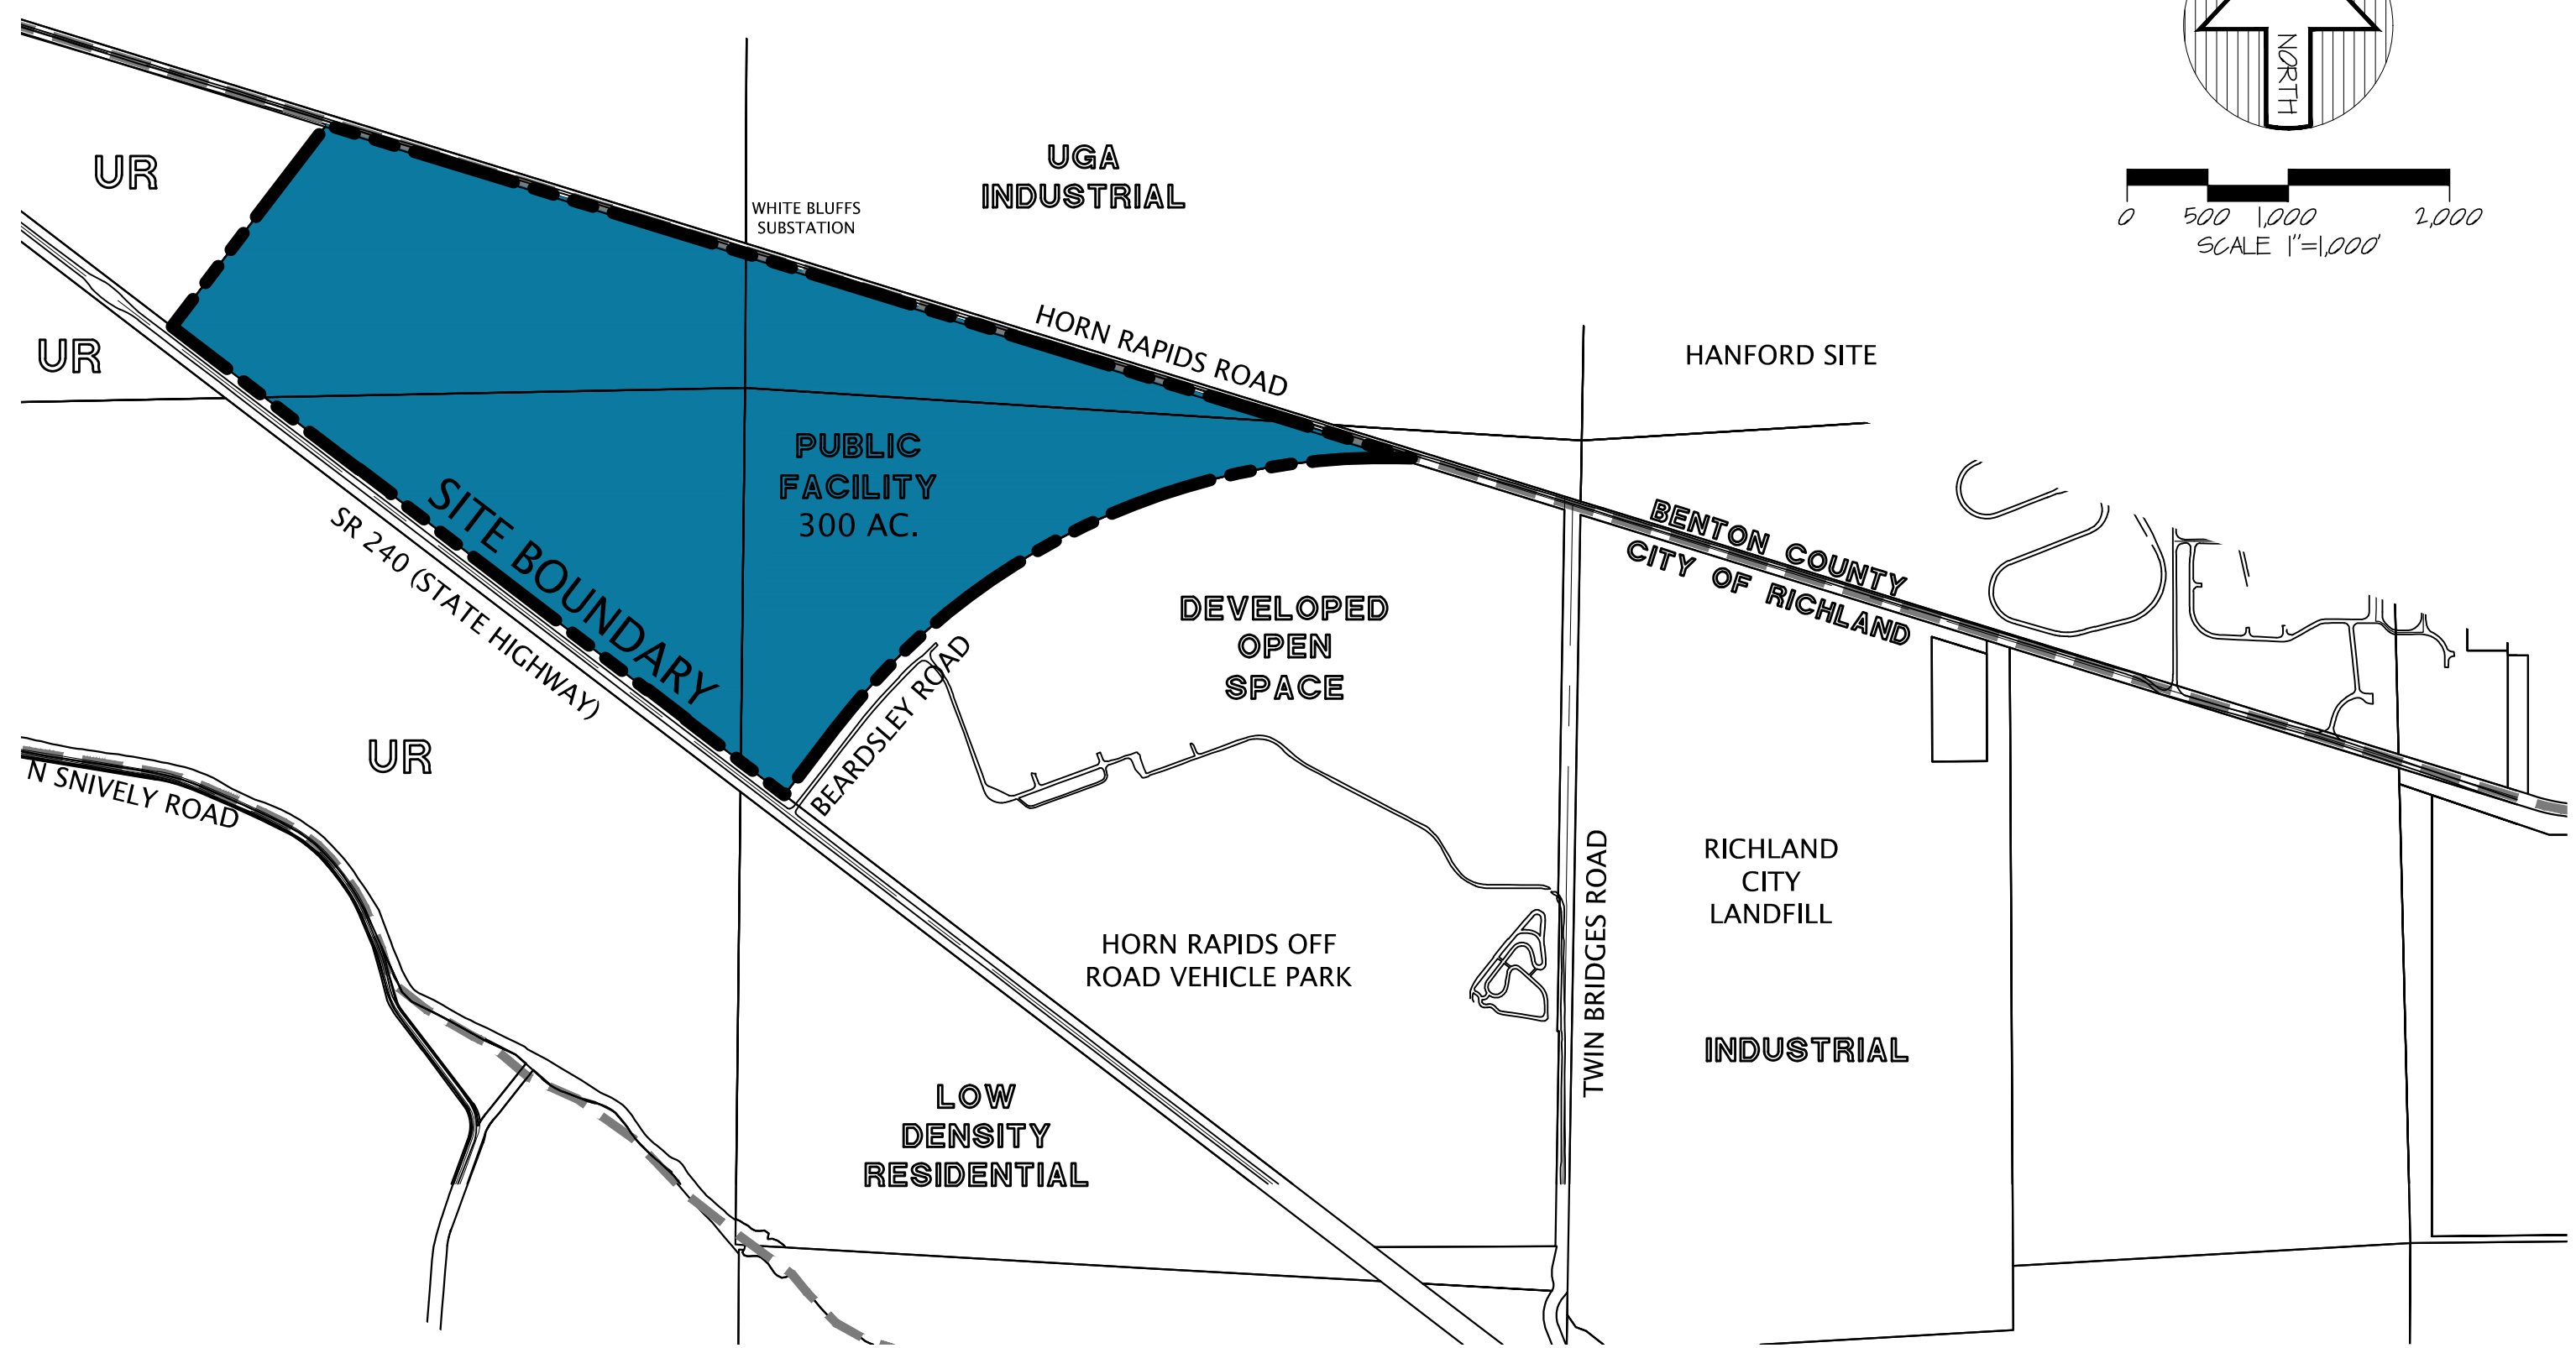 NORTH
0 500 1,000 2,000
SCALE 1"=1,000'
UR
UGA
INDUSTRIAL
WHITE BLUFFS
SUBSTATION
HORN RAPIDS ROAD
HANFORD SITE
UR
PUBLIC
FACILITY
300 AC.
SITE BOUNDARY
SR 240 (STATE HIGHWAY)
BENTON COUNTY
CITY OF RICHLAND
DEVELOPED
OPEN
SPACE
BEARDSLEY ROAD
UR
N SNIVELY ROAD
TWIN BRIDGES ROAD
RICHLAND
CITY
LANDFILL
HORN RAPIDS OFF
ROAD VEHICLE PARK
INDUSTRIAL
LOW
DENSITY
RESIDENTIAL